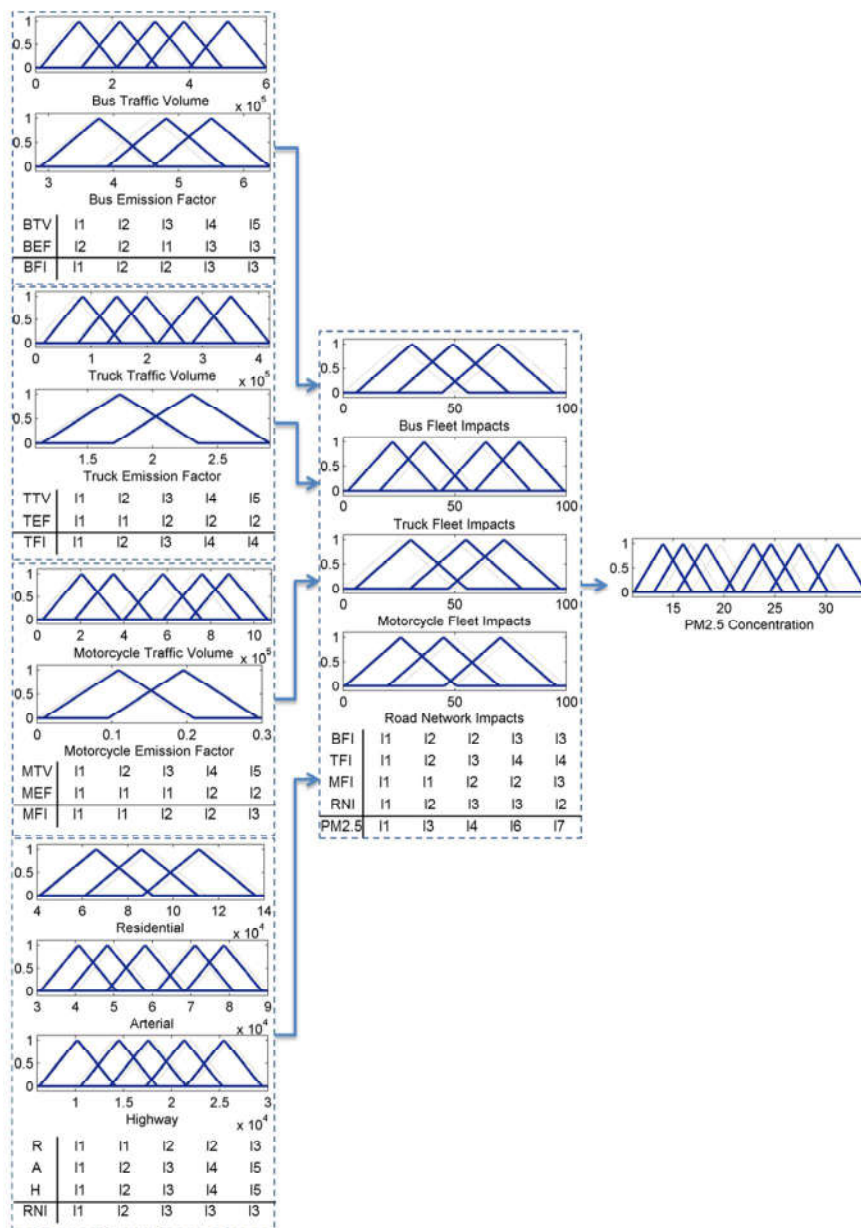 1
0.5
0
0 2 4 6
x 10^5
Bus Traffic Volume
1
0.5
0
3 4 5 6
Bus Emission Factor
BTV I1 I2 I3 I4 I5
BEF I2 I2 I1 I3 I3
BFI I1 I2 I2 I3 I3
1
0.5
0
0 1 2 3 4
x 10^5
Truck Traffic Volume
1
0.5
0
1.5 2 2.5
Truck Emission Factor
TTV I1 I2 I3 I4 I5
TEF I1 I1 I2 I2 I2
TFI I1 I2 I3 I4 I4
1
0.5
0
0 2 4 6 8 10
Motorcycle Traffic Volume x 10^5
1
0.5
0
0 0.1 0.2 0.3
Motorcycle Emission Factor
MTV I1 I2 I3 I4 I5
MEF I1 I1 I1 I2 I2
MFI I1 I1 I2 I2 I3
1
0.5
0
4 6 8 10 12 14
Residential x 10^4
1
0.5
0
3 4 5 6 7 8 9
Arterial x 10^4
1
0.5
0
1 1.5 2 2.5 3
Highway x 10^4
R I1 I1 I2 I2 I3
A I1 I2 I3 I4 I5
H I1 I2 I3 I4 I5
RNI I1 I2 I3 I3 I3
1
0.5
0
0 50 100
Bus Fleet Impacts
1
0.5
0
0 50 100
Truck Fleet Impacts
1
0.5
0
0 50 100
Motorcycle Fleet Impacts
1
0.5
0
0 50 100
Road Network Impacts
BFI I1 I2 I2 I3 I3
TFI I1 I2 I3 I4 I4
MFI I1 I1 I2 I2 I3
RNI I1 I2 I3 I3 I2
PM2.5 I1 I3 I4 I6 I7
1
0.5
0
15 20 25 30
PM2.5 Concentration